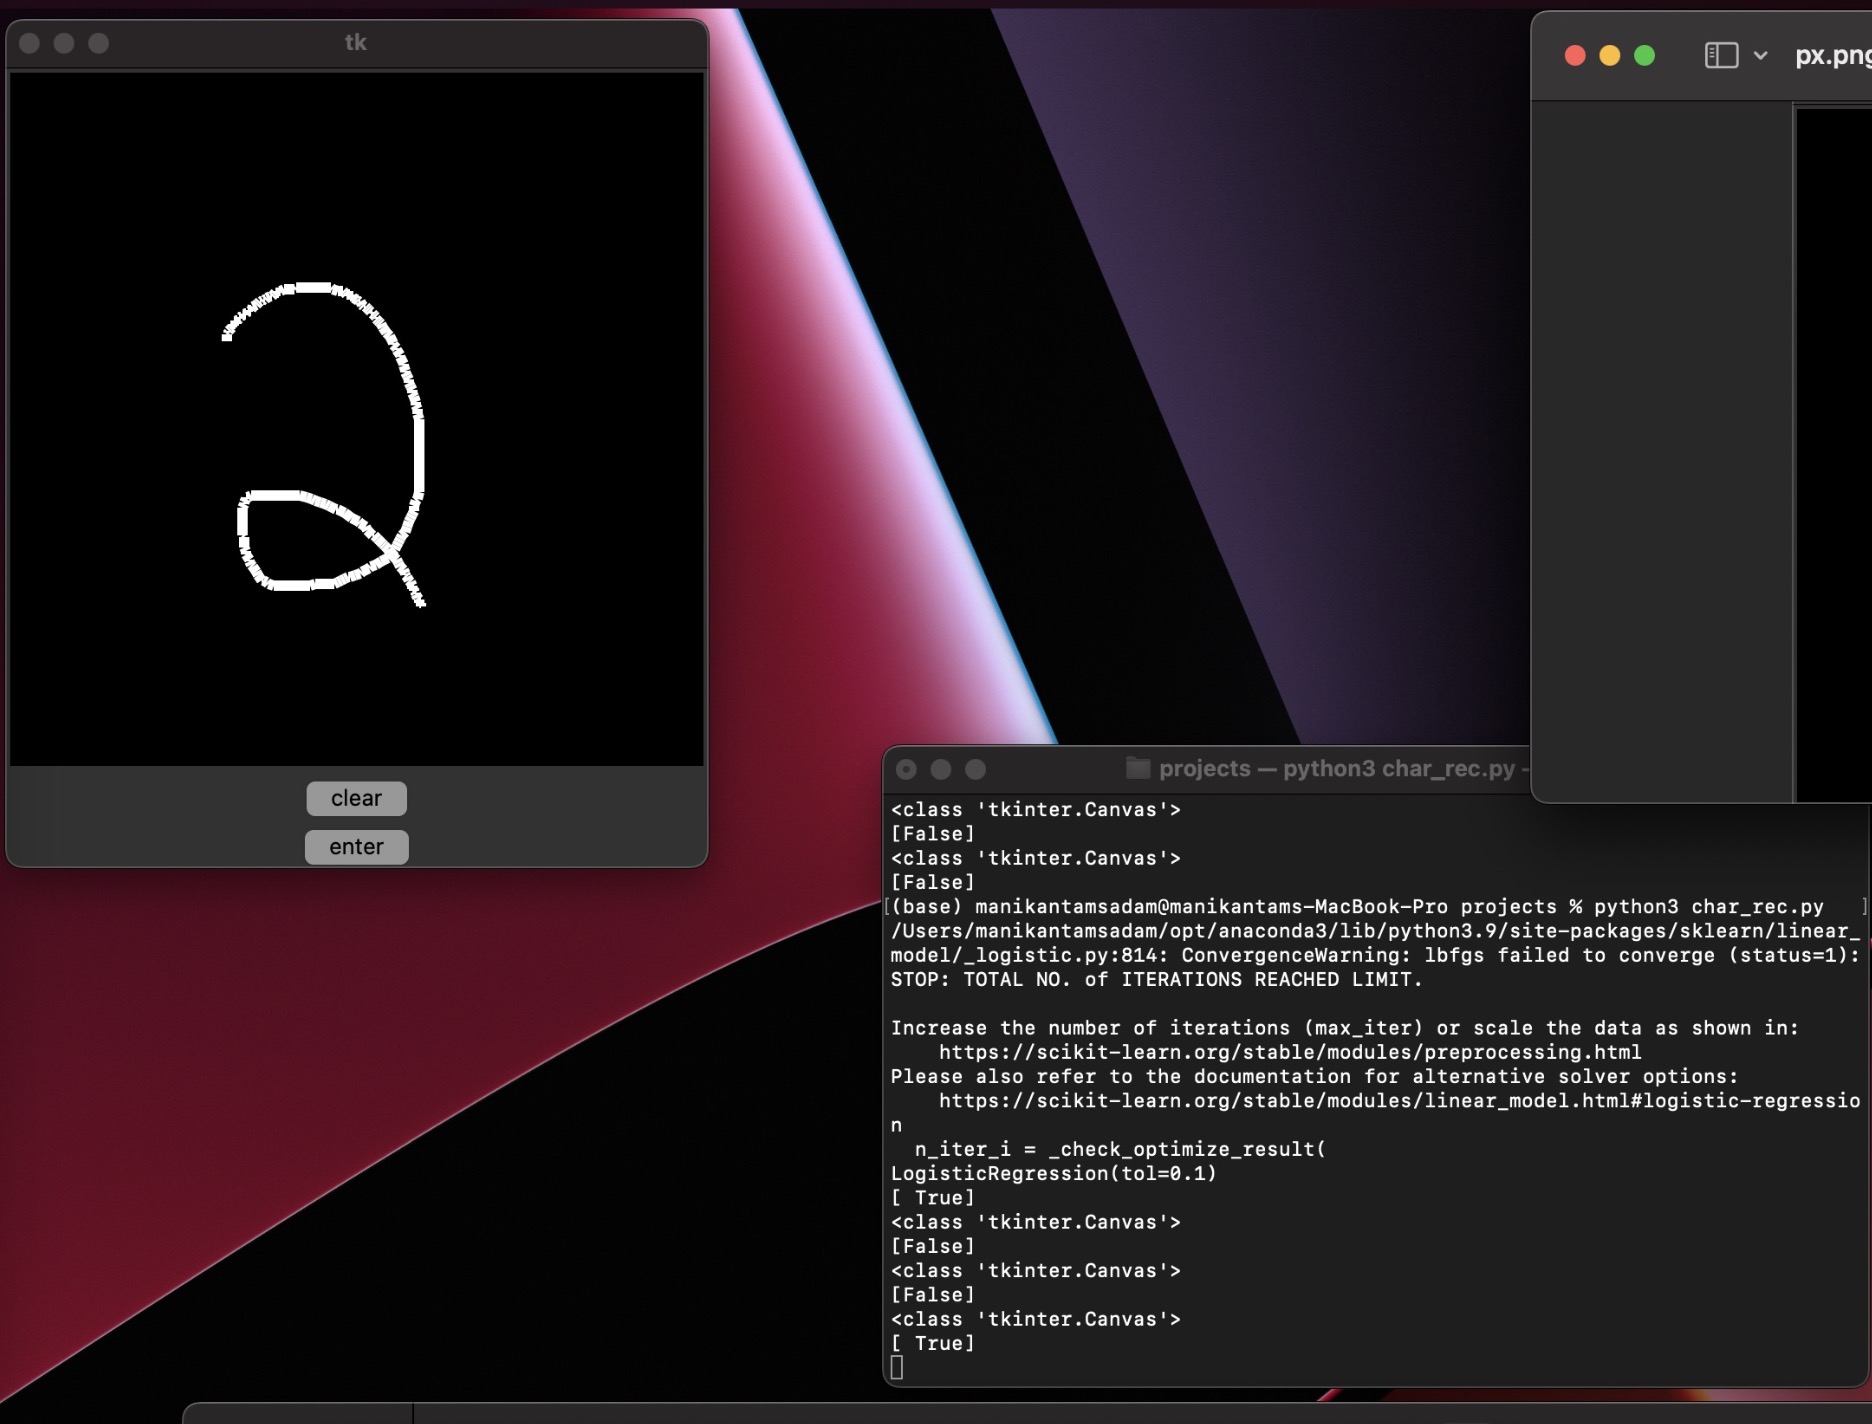 tk
px.png
2
clear
enter
projects — python3 char_rec.py -
<class 'tkinter.Canvas'>
[False]
<class 'tkinter.Canvas'>
[False]
[(base) manikantamsadam@manikantams-MacBook-Pro projects % python3 char_rec.py ]
/Users/manikantamsadam/opt/anaconda3/lib/python3.9/site-packages/sklearn/linear_
model/_logistic.py:814: ConvergenceWarning: lbfgs failed to converge (status=1):
STOP: TOTAL NO. of ITERATIONS REACHED LIMIT.
Increase the number of iterations (max_iter) or scale the data as shown in:
https://scikit-learn.org/stable/modules/preprocessing.html
Please also refer to the documentation for alternative solver options:
https://scikit-learn.org/stable/modules/linear_model.html#logistic-regressio
n
n_iter_i = _check_optimize_result(
LogisticRegression(tol=0.1)
[ True]
<class 'tkinter.Canvas'>
[False]
<class 'tkinter.Canvas'>
[False]
<class 'tkinter.Canvas'>
[ True]